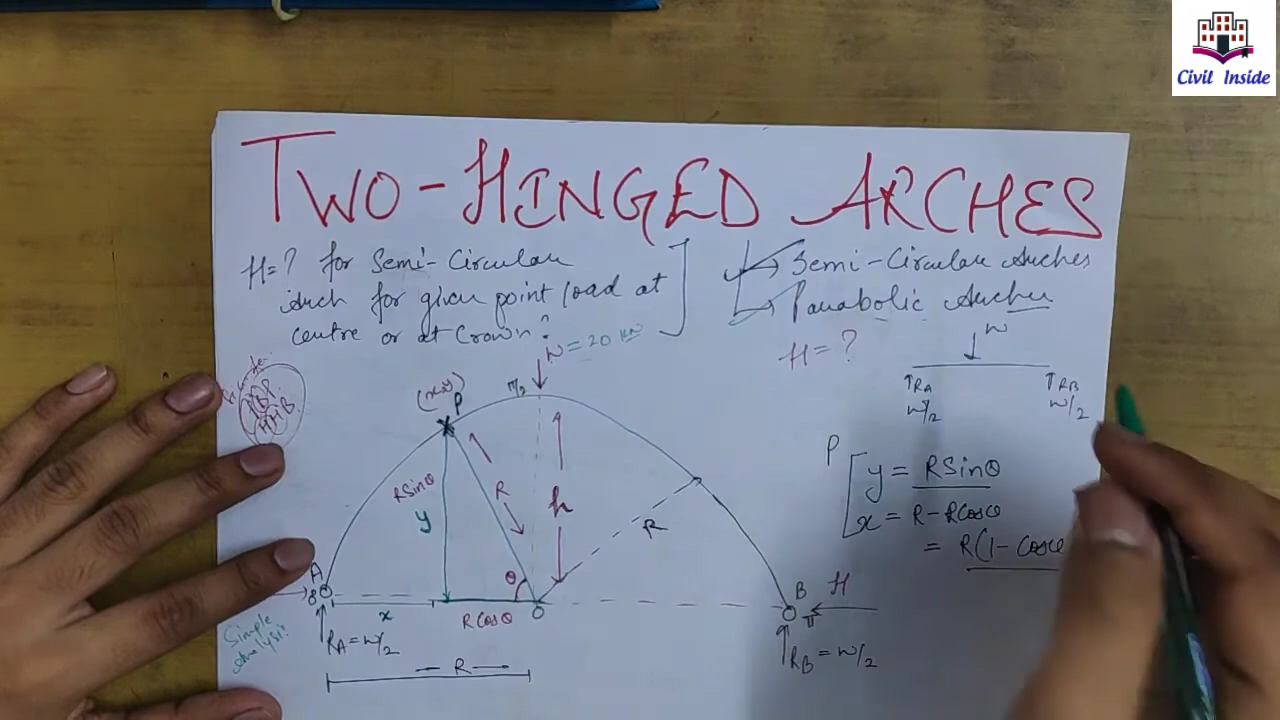 Civil Inside
TWO-HINGED ARCHES
H=? for Semi-Circular
Arch for given point load at
centre or at Crown?
Semi-Circular Arches
Parabolic Arches
H = ?
W = 20 kN
W
RA
W/2
RB
W/2
(x,y)
P
π/2
RSinθ
y
R
h
R
θ
A
x
RCosθ
O
B
H
π
Simple
Analysis
RA = W/2
RB = W/2
R
P
y = RSinθ
x = R-RCosθ
= R(1-Cosθ